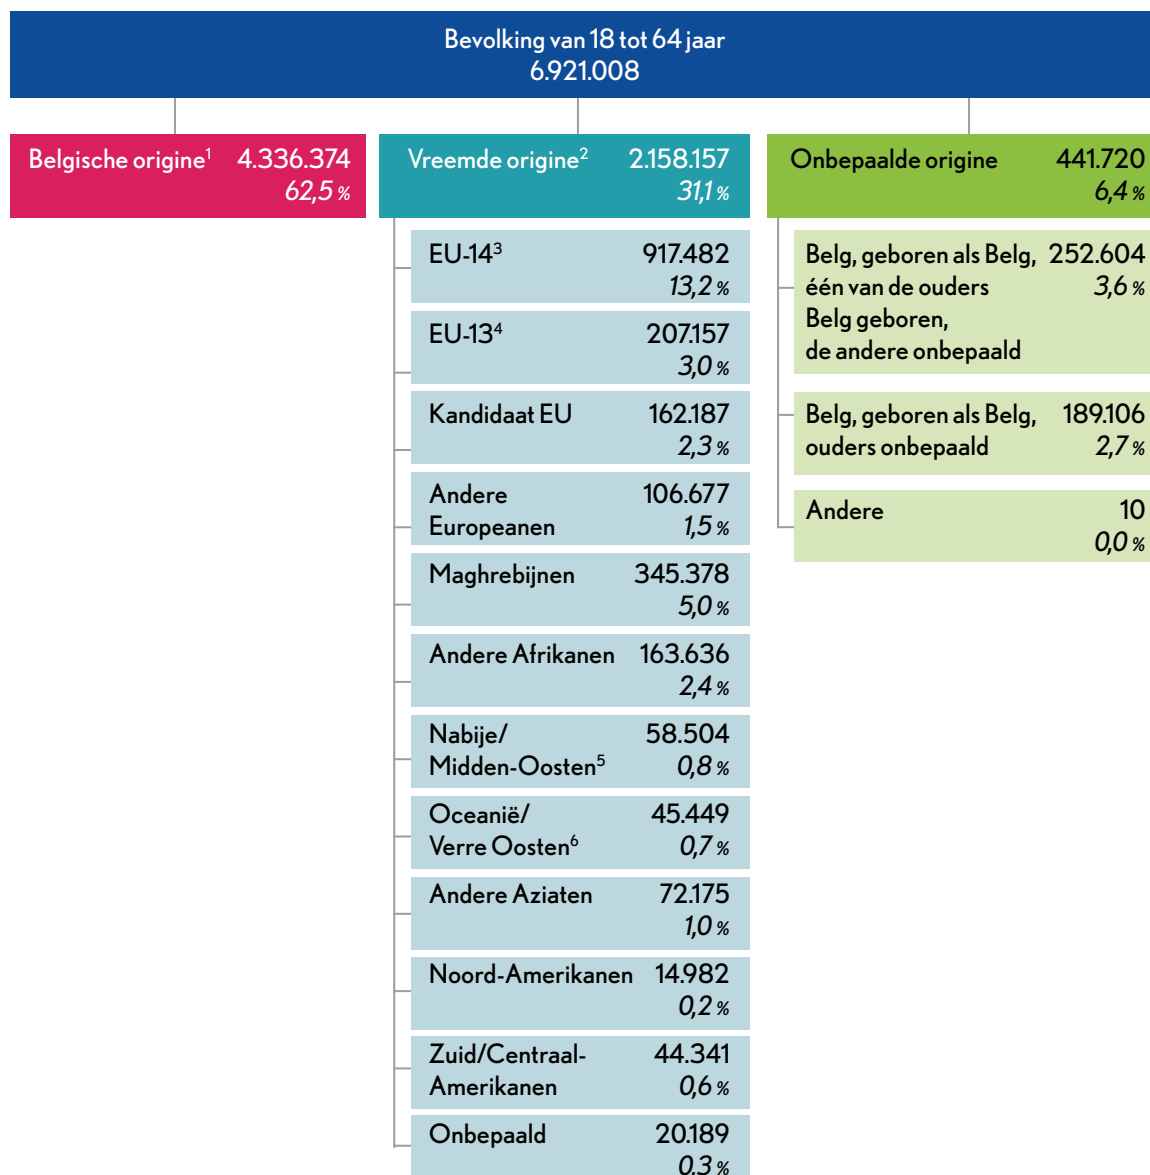 Bevolking van 18 tot 64 jaar
6.921.008
Belgische origine¹ 4.336.374
62,5 %
Vreemde origine² 2.158.157
31,1 %
EU-14³ 917.482
13,2 %
EU-13⁴ 207.157
3,0 %
Kandidaat EU 162.187
2,3 %
Andere 106.677
Europeanen 1,5 %
Maghrebijnen 345.378
5,0 %
Andere Afrikanen 163.636
2,4 %
Nabije/ 58.504
Midden-Oosten⁵ 0,8 %
Oceanië/ 45.449
Verre Oosten⁶ 0,7 %
Andere Aziaten 72.175
1,0 %
Noord-Amerikanen 14.982
0,2 %
Zuid/Centraal- 44.341
Amerikanen 0,6 %
Onbepaald 20.189
0,3 %
Onbepaalde origine 441.720
6,4 %
Belg, geboren als Belg, 252.604
één van de ouders 3,6 %
Belg geboren,
de andere onbepaald
Belg, geboren als Belg, 189.106
ouders onbepaald 2,7 %
Andere 10
0,0 %